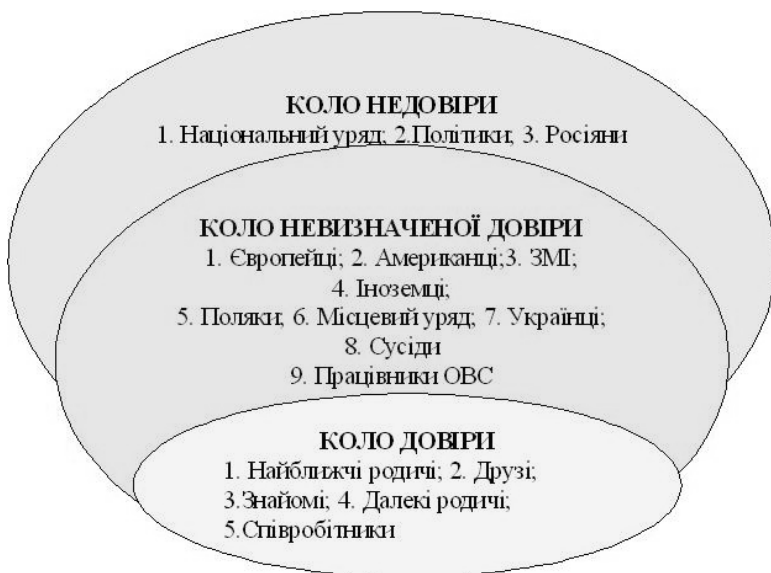 КОЛО НЕДОВІРИ
1. Національний уряд; 2.Політики; 3. Росіяни
КОЛО НЕВИЗНАЧЕНОЇ ДОВІРИ
1. Європейці; 2. Американці;3. ЗМІ;
4. Іноземці;
5. Поляки; 6. Місцевий уряд; 7. Українці;
8. Сусіди
9. Працівники ОВС
КОЛО ДОВІРИ
1. Найближчі родичі; 2. Друзі;
3.Знайомі; 4. Далекі родичі;
5.Співробітники